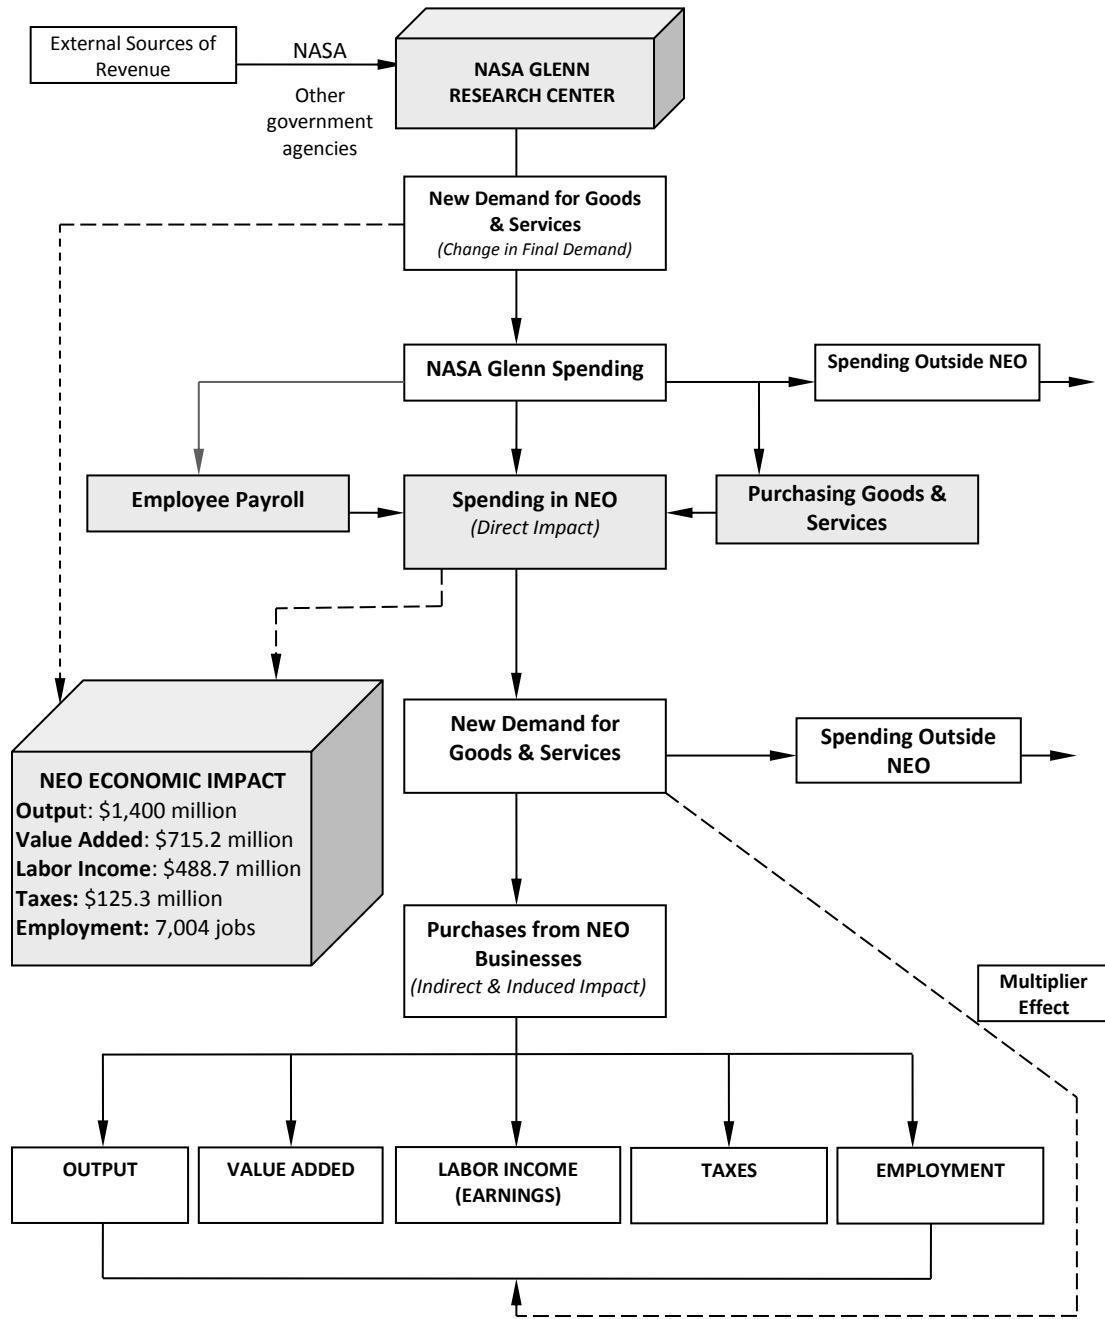 External Sources of
Revenue
NASA
Other
government
agencies
NASA GLENN
RESEARCH CENTER
New Demand for Goods
& Services
(Change in Final Demand)
NASA Glenn Spending
Spending Outside NEO
Employee Payroll
Spending in NEO
(Direct Impact)
Purchasing Goods &
Services
NEO ECONOMIC IMPACT
Output: $1,400 million
Value Added: $715.2 million
Labor Income: $488.7 million
Taxes: $125.3 million
Employment: 7,004 jobs
New Demand for
Goods & Services
Spending Outside
NEO
Purchases from NEO
Businesses
(Indirect & Induced Impact)
Multiplier
Effect
OUTPUT
VALUE ADDED
LABOR INCOME
(EARNINGS)
TAXES
EMPLOYMENT